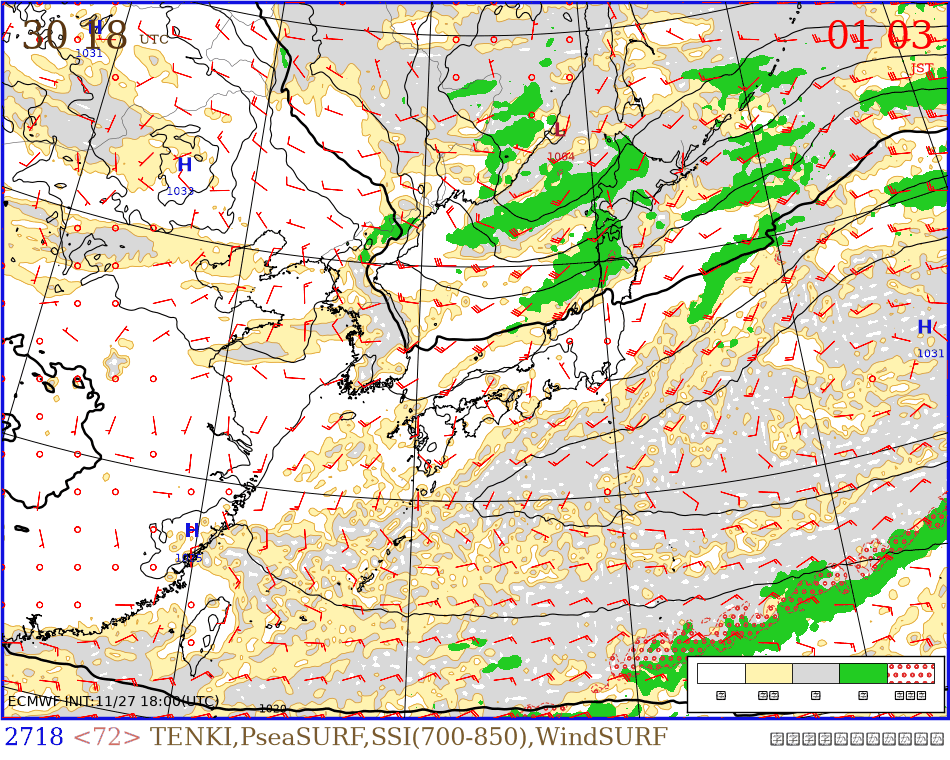 30 18 UTC
01 03 JST
H
1031
L
1004
H
1033
H
1031
H
1020
ECMWF INIT:11/27 18:00(UTC)
2718 <72> TENKI,PseaSURF,SSI(700-850),WindSURF